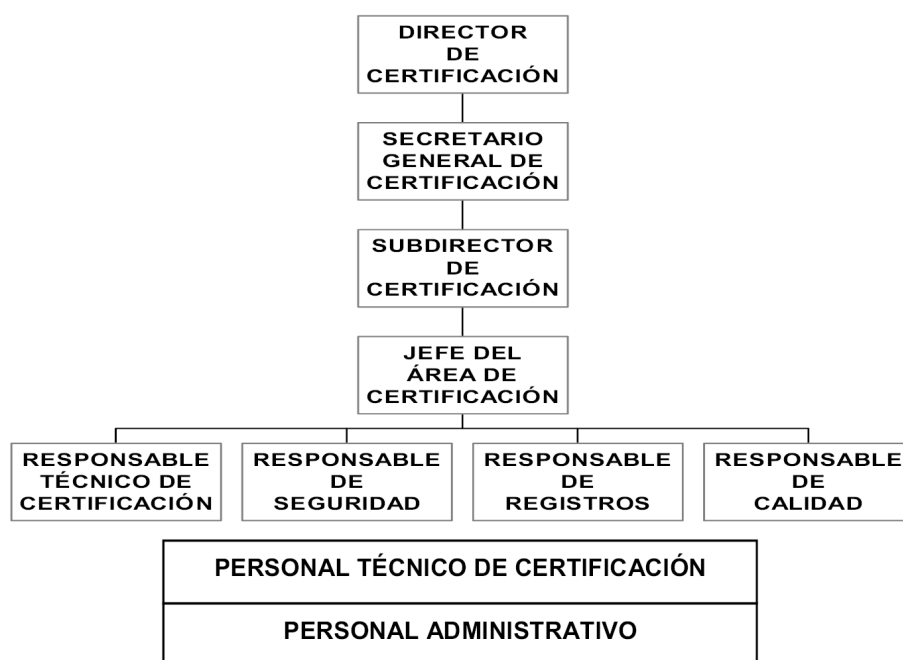 DIRECTOR
DE
CERTIFICACIÓN
SECRETARIO
GENERAL DE
CERTIFICACIÓN
SUBDIRECTOR
DE
CERTIFICACIÓN
JEFE DEL
ÁREA DE
CERTIFICACIÓN
RESPONSABLE
TÉCNICO DE
CERTIFICACIÓN
RESPONSABLE
DE
SEGURIDAD
RESPONSABLE
DE
REGISTROS
RESPONSABLE
DE
CALIDAD
PERSONAL TÉCNICO DE CERTIFICACIÓN
PERSONAL ADMINISTRATIVO